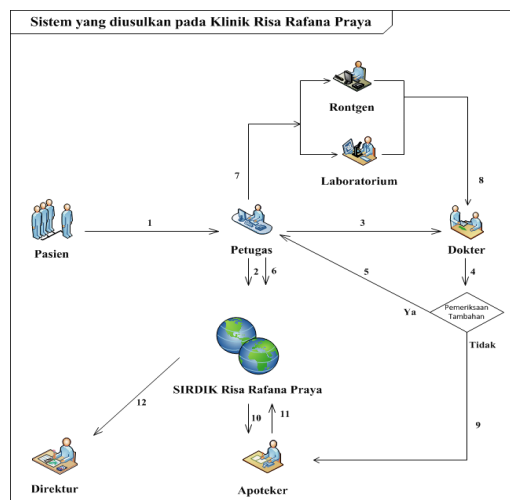 Sistem yang diusulkan pada Klinik Risa Rafana Praya
Rontgen
Laboratorium
7
8
1
3
Pasien
Petugas
Dokter
2
6
5
4
Ya
Pemeriksaan
Tambahan
Tidak
SIRDIK Risa Rafana Praya
12
10
11
9
Direktur
Apoteker